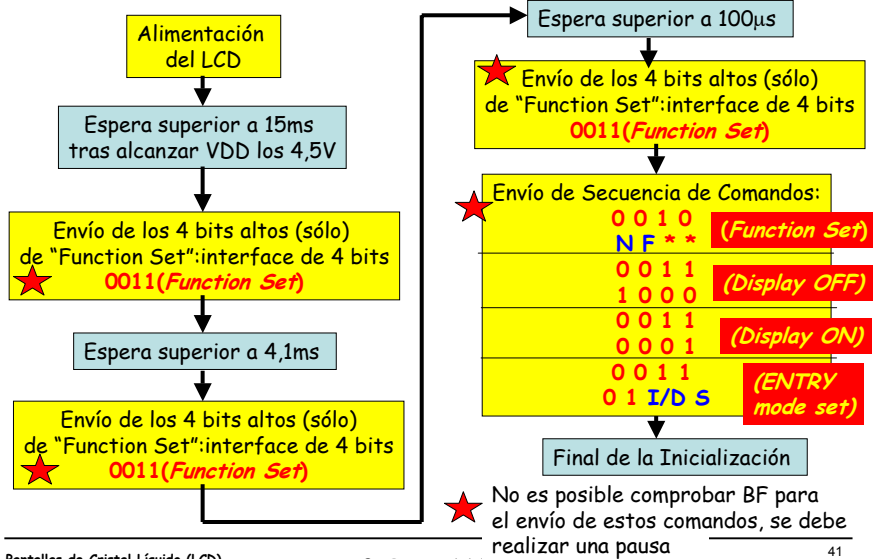 Alimentación
del LCD
Espera superior a 15ms
tras alcanzar VDD los 4,5V
Envío de los 4 bits altos (sólo)
de "Function Set":interface de 4 bits
0011(Function Set)
Espera superior a 4,1ms
Envío de los 4 bits altos (sólo)
de "Function Set":interface de 4 bits
0011(Function Set)
Espera superior a 100μs
Envío de los 4 bits altos (sólo)
de "Function Set":interface de 4 bits
0011(Function Set)
Envío de Secuencia de Comandos:
0 0 1 0
N F * *
(Function Set)
0 0 1 1
1 0 0 0
(Display OFF)
0 0 1 1
0 0 0 1
(Display ON)
0 0 1 1
0 1 I/D S
(ENTRY
mode set)
Final de la Inicialización
No es posible comprobar BF para
el envío de estos comandos, se debe
realizar una pausa
Pantallas de Cristal Líquido (LCD)
41